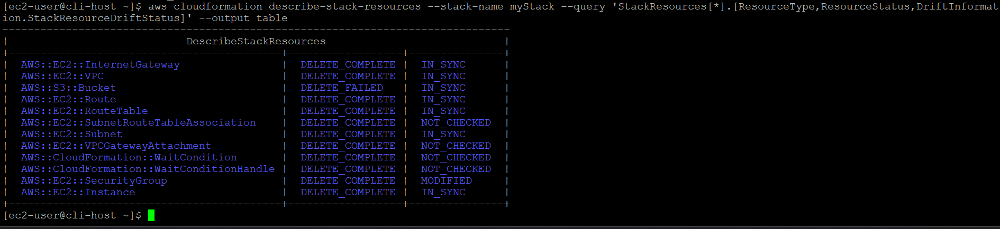 [ec2-user@cli-host ~]$ aws cloudformation describe-stack-resources --stack-name myStack --query 'StackResources[*].[ResourceType,ResourceStatus,DriftInformat
ion.StackResourceDriftStatus]' --output table
--------------------------------------------------------------------------------
|                            DescribeStackResources                            |
+-------------------------------------------+------------------+---------------+
|  AWS::EC2::InternetGateway                |  DELETE_COMPLETE |  IN_SYNC      |
|  AWS::EC2::VPC                            |  DELETE_COMPLETE |  IN_SYNC      |
|  AWS::S3::Bucket                          |  DELETE_FAILED   |  IN_SYNC      |
|  AWS::EC2::Route                          |  DELETE_COMPLETE |  IN_SYNC      |
|  AWS::EC2::RouteTable                     |  DELETE_COMPLETE |  IN_SYNC      |
|  AWS::EC2::SubnetRouteTableAssociation    |  DELETE_COMPLETE |  NOT_CHECKED  |
|  AWS::EC2::Subnet                         |  DELETE_COMPLETE |  IN_SYNC      |
|  AWS::EC2::VPCGatewayAttachment           |  DELETE_COMPLETE |  NOT_CHECKED  |
|  AWS::CloudFormation::WaitCondition       |  DELETE_COMPLETE |  NOT_CHECKED  |
|  AWS::CloudFormation::WaitConditionHandle |  DELETE_COMPLETE |  NOT_CHECKED  |
|  AWS::EC2::SecurityGroup                  |  DELETE_COMPLETE |  MODIFIED     |
|  AWS::EC2::Instance                       |  DELETE_COMPLETE |  IN_SYNC      |
+-------------------------------------------+------------------+---------------+
[ec2-user@cli-host ~]$